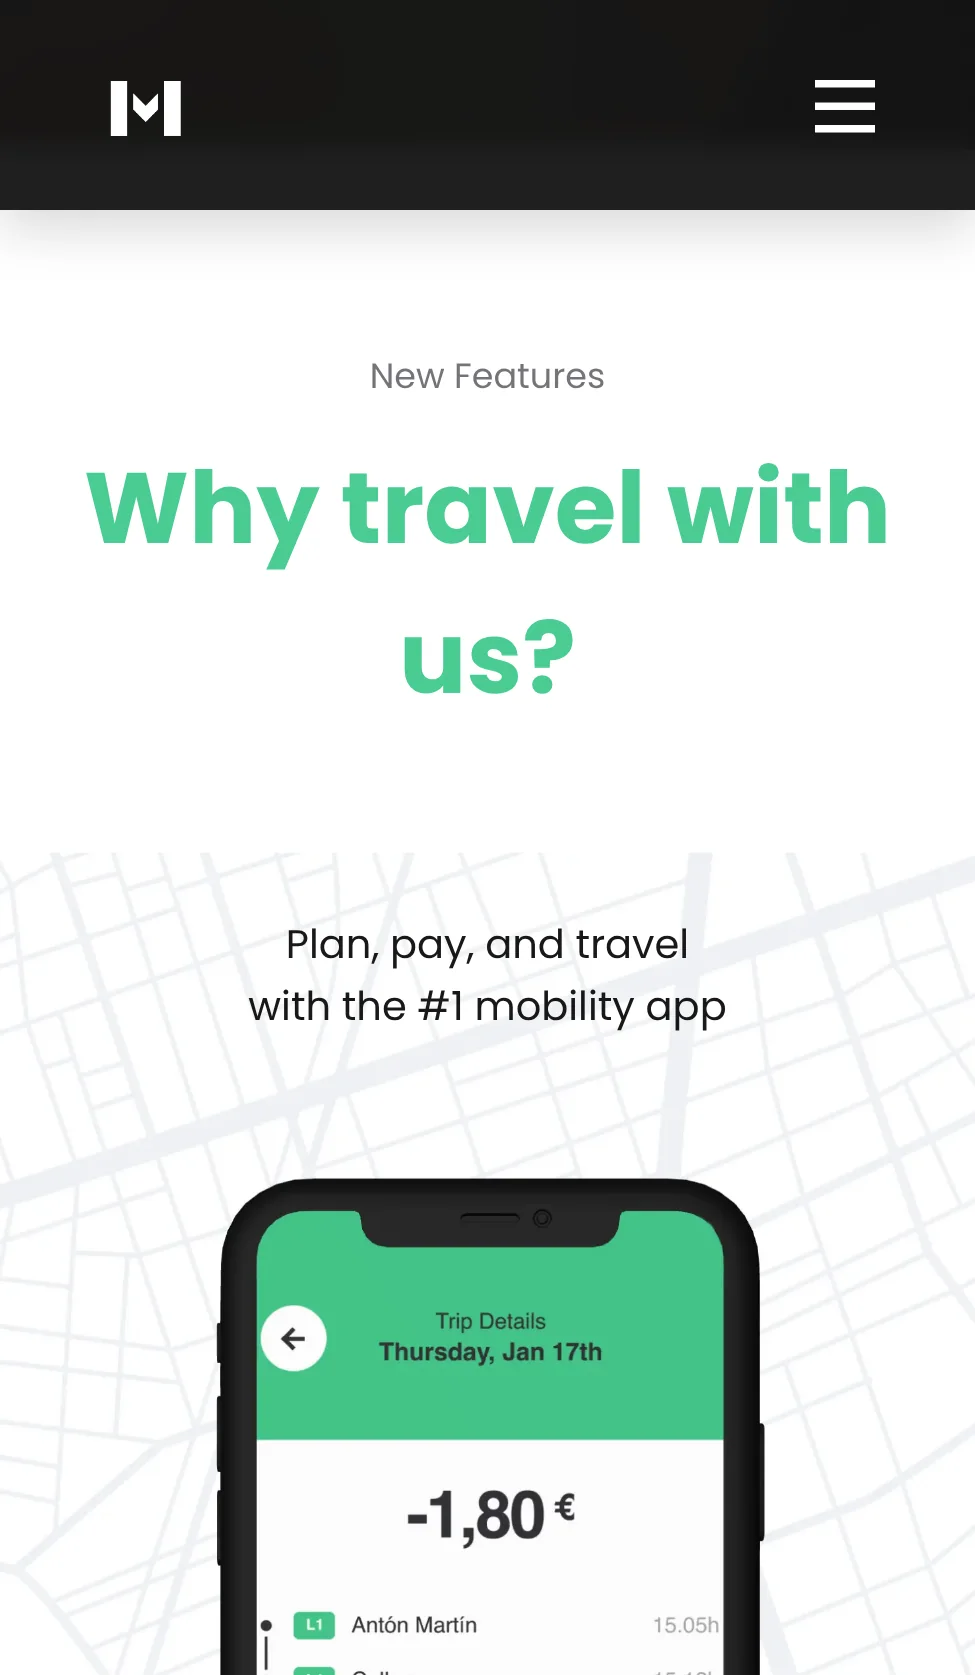 New Features
Why travel with
us?
Plan, pay, and travel
with the #1 mobility app
Trip Details
Thursday, Jan 17th
-1,80 €
L1 Antón Martín 15.05h